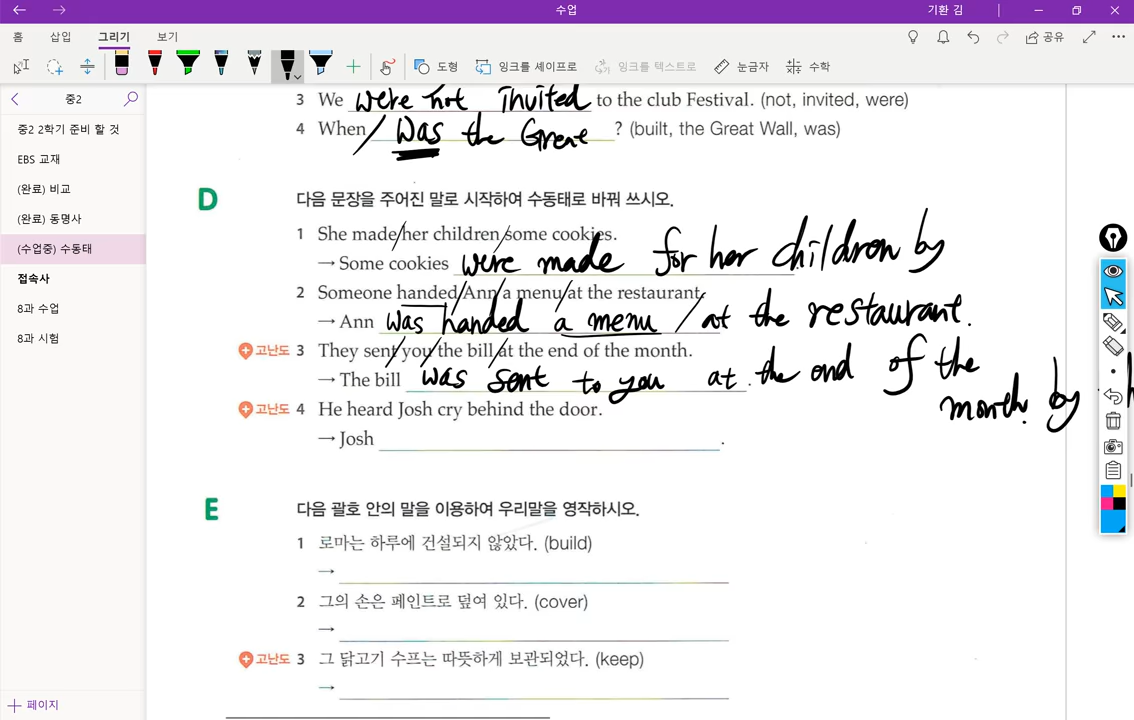 수업
기환 김
홈 삽입 그리기 보기
도형 잉크를 셰이프로 잉크를 텍스트로 눈금자 수학 공유
중2
중2 2학기 준비 할 것
EBS 교재
(완료) 비교
(완료) 동명사
(수업중) 수동태
접속사
8과 수업
8과 시험
페이지
3 We were not invited to the club Festival. (not, invited, were)
4 When / was the Great ? (built, the Great Wall, was)
D 다음 문장을 주어진 말로 시작하여 수동태로 바꿔 쓰시오.
1 She made/her children/some cookies.
→ Some cookies were made for her children by
2 Someone handed/Ann/a menu/at the restaurant.
→ Ann was handed a menu / at the restaurant.
고난도 3 They sent/you/the bill/at the end of the month.
→ The bill was sent to you at the end of the
month by
고난도 4 He heard Josh cry behind the door.
→ Josh .
E 다음 괄호 안의 말을 이용하여 우리말을 영작하시오.
1 로마는 하루에 건설되지 않았다. (build)
→
2 그의 손은 페인트로 덮여 있다. (cover)
→
고난도 3 그 닭고기 수프는 따뜻하게 보관되었다. (keep)
→